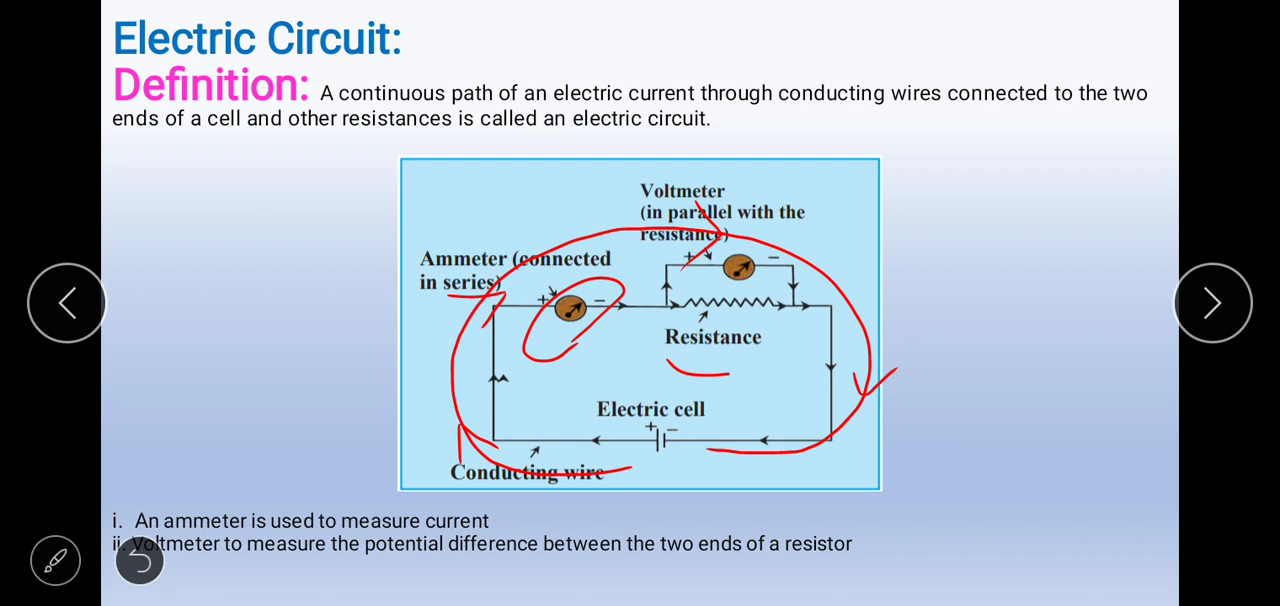 Electric Circuit:
Definition: A continuous path of an electric current through conducting wires connected to the two
ends of a cell and other resistances is called an electric circuit.
Voltmeter
(in parallel with the
resistance)
Ammeter (connected
in series)
+ −
+ −
Resistance
Electric cell
+ −
Conducting wire
i. An ammeter is used to measure current
ii. Voltmeter to measure the potential difference between the two ends of a resistor